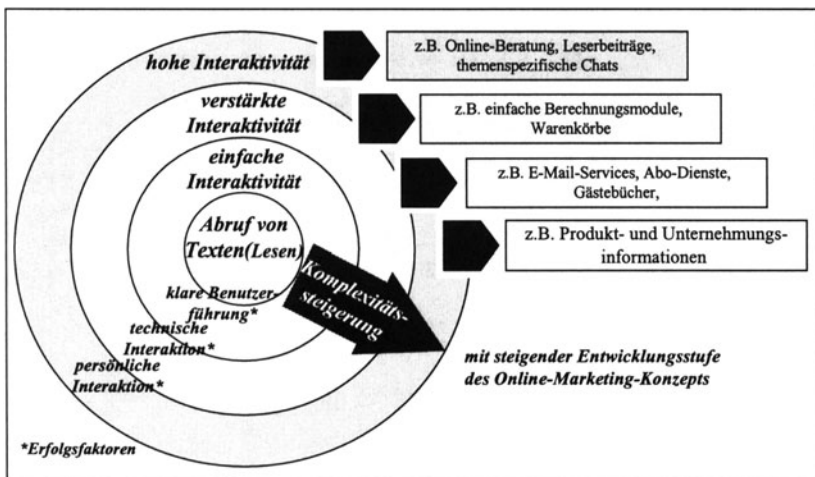 hohe Interaktivität
z.B. Online-Beratung, Leserbeiträge,
themenspezifische Chats
verstärkte
Interaktivität
z.B. einfache Berechnungsmodule,
Warenkörbe
einfache
Interaktivität
z.B. E-Mail-Services, Abo-Dienste,
Gästebücher,
Abruf von
Texten(Lesen)
z.B. Produkt- und Unternehmungs-
informationen
Komplexitäts-
steigerung
klare Benutzer-
führung*
technische
Interaktion*
persönliche
Interaktion*
mit steigender Entwicklungsstufe
des Online-Marketing-Konzepts
*Erfolgsfaktoren